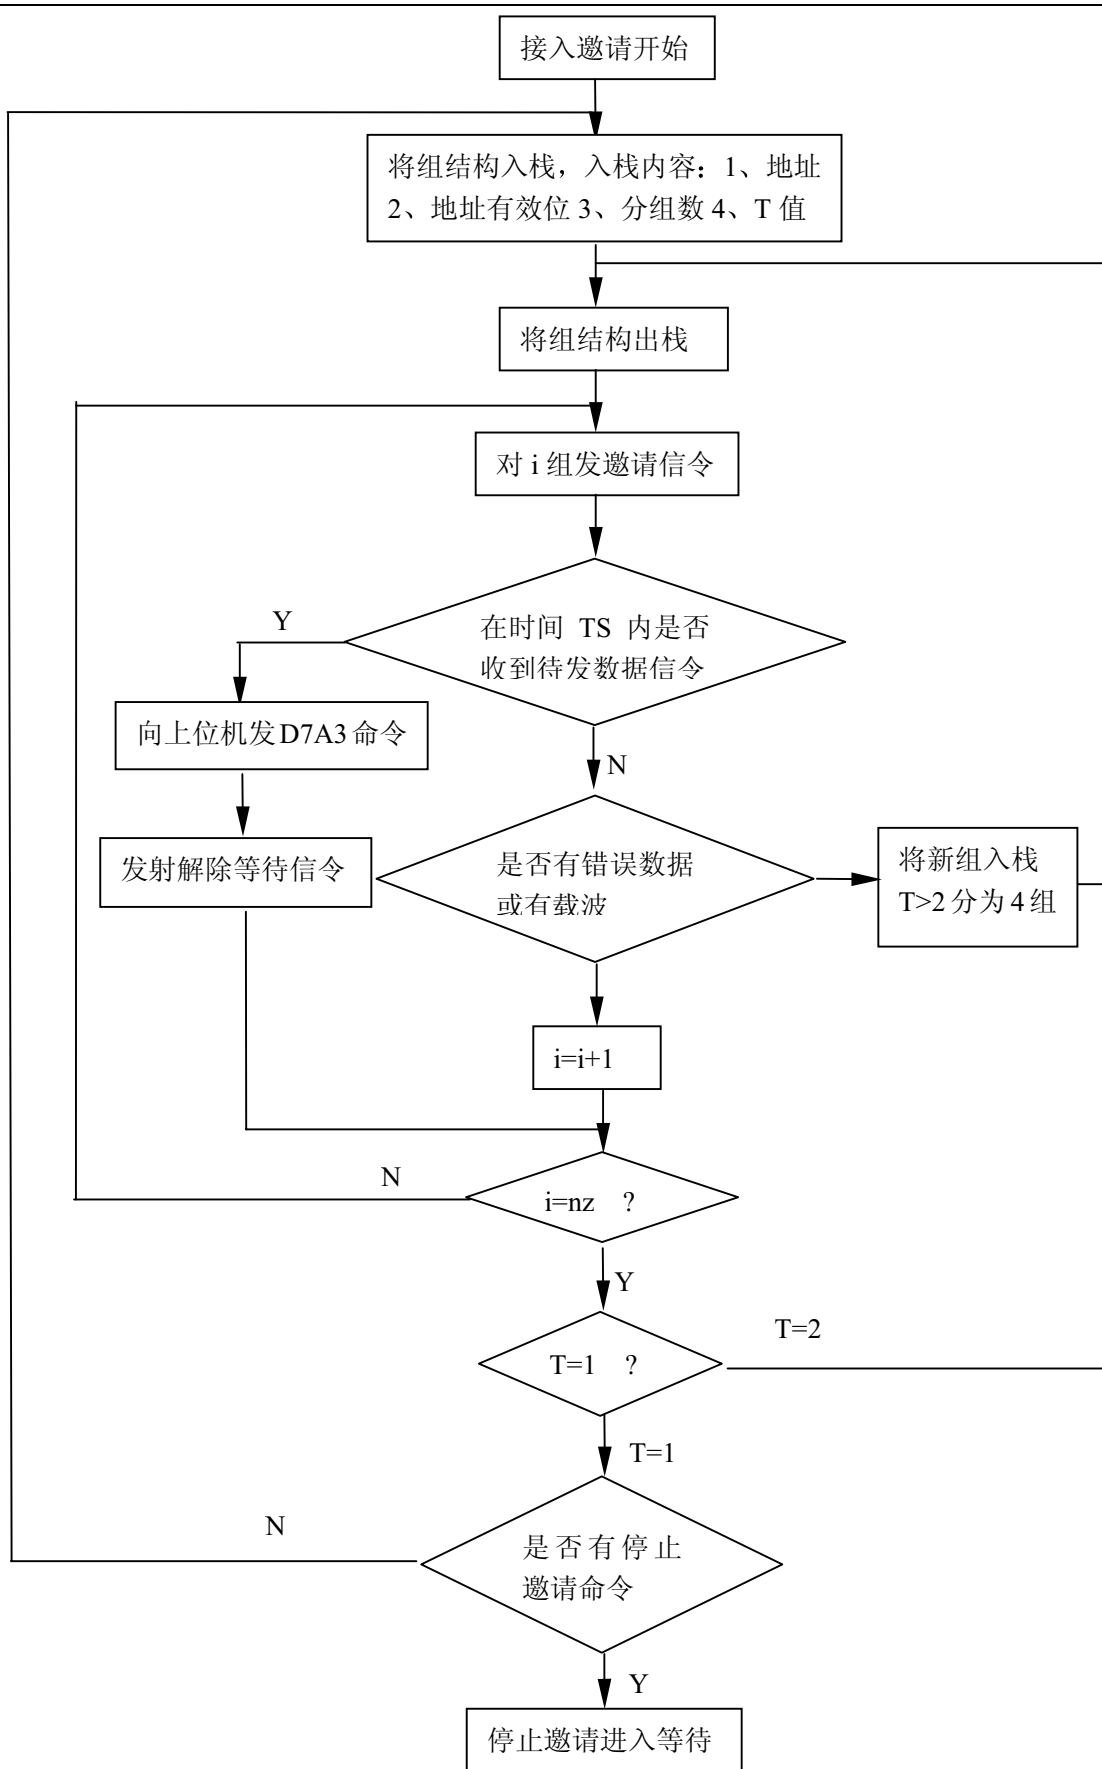 接入邀请开始
将组结构入栈，入栈内容：1、地址
2、地址有效位 3、分组数 4、T 值
将组结构出栈
对 i 组发邀请信令
Y
在时间 TS 内是否
收到待发数据信令
向上位机发D7A3命令
N
发射解除等待信令
是否有错误数据
或有载波
将新组入栈
T>2分为4组
i=i+1
N
i=nz ?
Y
T=2
T=1 ?
T=1
N
是否有停止
邀请命令
Y
停止邀请进入等待